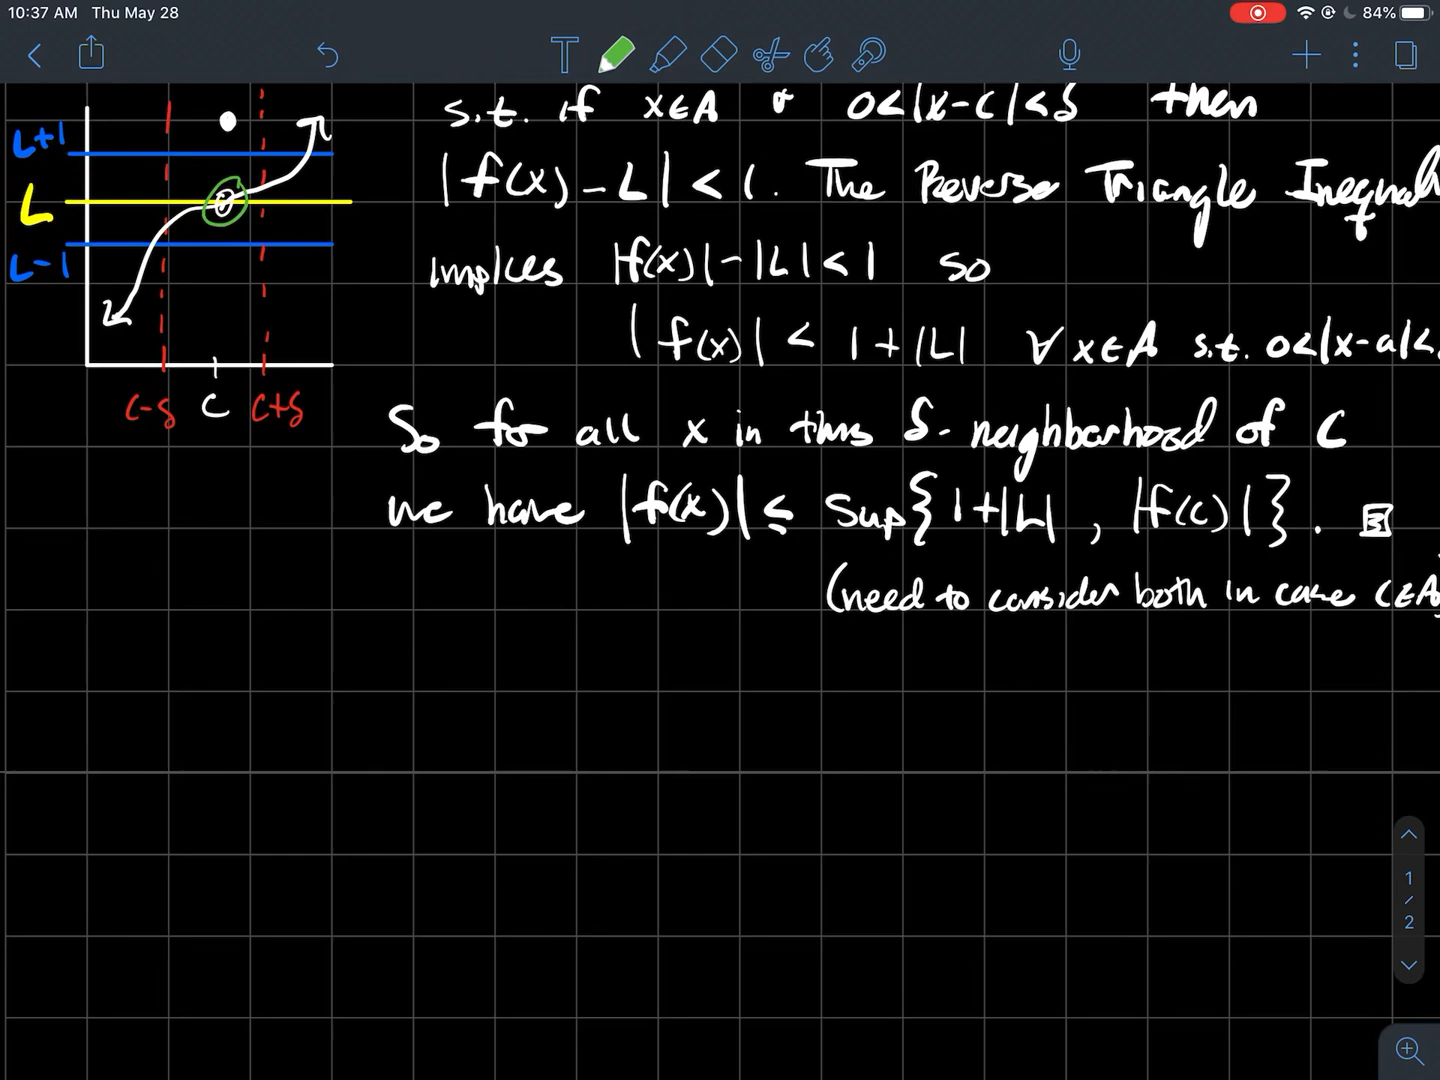 10:37 AM Thu May 28 84%
s.t. if x∈A & 0<|x-c|<δ then
|f(x)-L|<1. The Reverse Triangle Inequal
implies |f(x)|-|L|<1 so
|f(x)| < 1+|L| ∀ x∈A s.t. 0<|x-a|<
So for all x in this δ-neighborhood of c
we have |f(x)| ≤ Sup{1+|L|, |f(c)|}.
(need to consider both in case c∈A
L+1
L
L-1
c-δ c c+δ
T
1
/
2